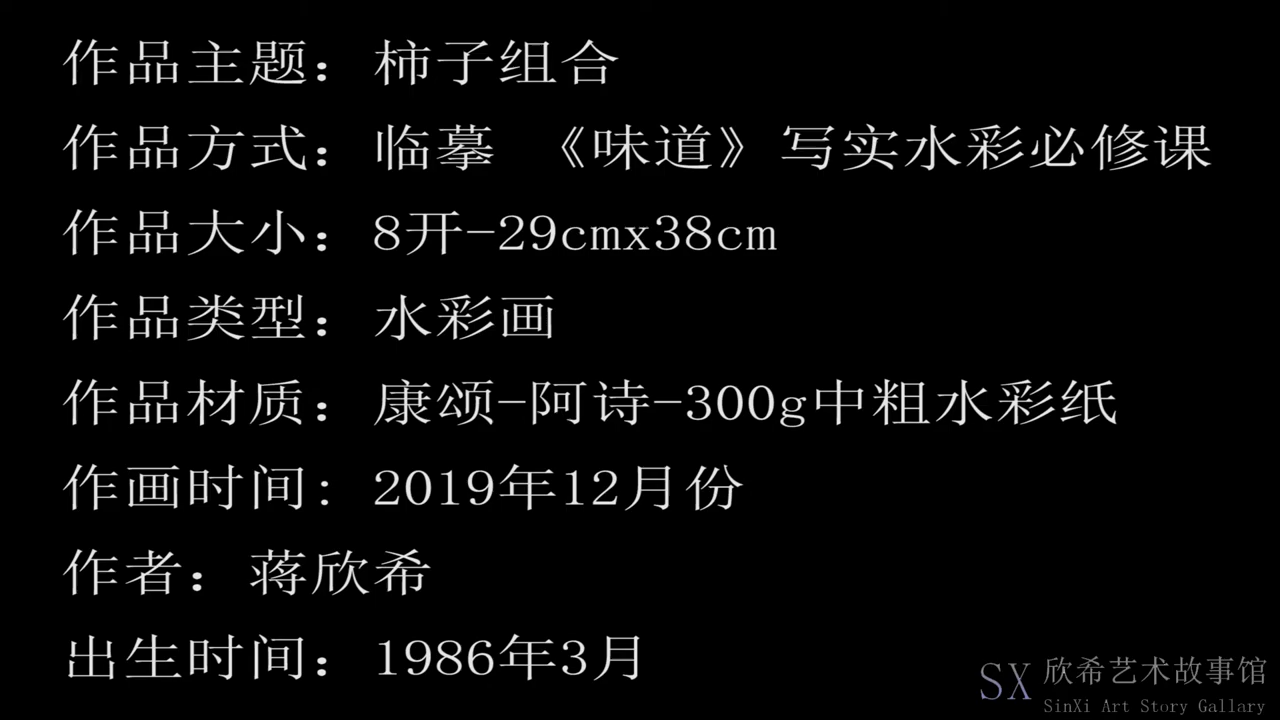 作品主题：柿子组合
作品方式：临摹 《味道》写实水彩必修课
作品大小：8开-29cmx38cm
作品类型：水彩画
作品材质：康颂-阿诗-300g中粗水彩纸
作画时间: 2019年12月份
作者：蒋欣希
出生时间：1986年3月
SX 欣希艺术故事馆
SinXi Art Story Gallary